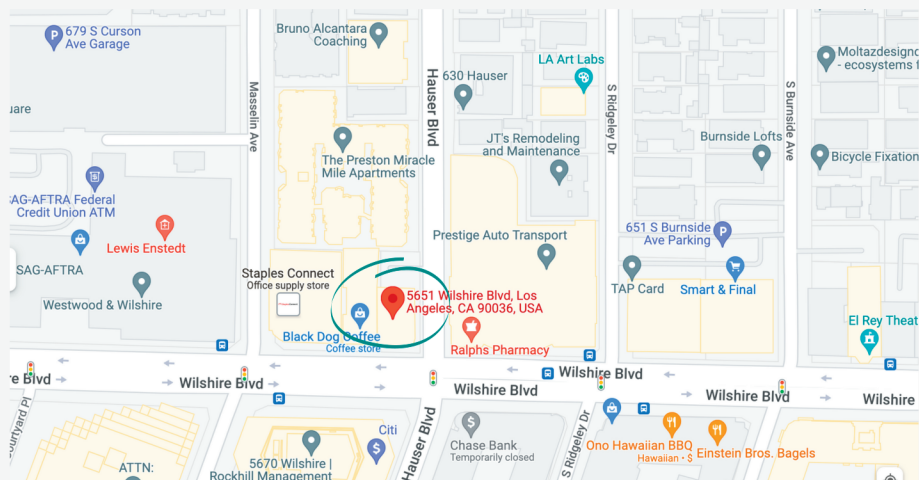 679 S Curson
Ave Garage
Bruno Alcantara
Coaching
Moltazdesignc
- ecosystems f
LA Art Labs
630 Hauser
Masselin Ave
Hauser Blvd
S Ridgeley Dr
S Burnside Ave
uare
JT's Remodeling
and Maintenance
Burnside Lofts
Bicycle Fixation
The Preston Miracle
Mile Apartments
SAG-AFTRA Federal
Credit Union ATM
Lewis Enstedt
SAG-AFTRA
Prestige Auto Transport
651 S Burnside
Ave Parking
Westwood & Wilshire
Staples Connect
Office supply store
5651 Wilshire Blvd, Los
Angeles, CA 90036, USA
TAP Card
Smart & Final
Black Dog Coffee
Coffee store
Ralphs Pharmacy
El Rey Theat
re Blvd
Wilshire Blvd
Wilshire Blvd
Wilshire Blvd
Wilshire Blvd
Wilshire
ourtyard Pl
Hauser Blvd
S Ridgeley Dr
Citi
Chase Bank
Temporarily closed
Ono Hawaiian BBQ
Hawaiian • $
Einstein Bros. Bagels
5670 Wilshire |
Rockhill Management
ATTN: